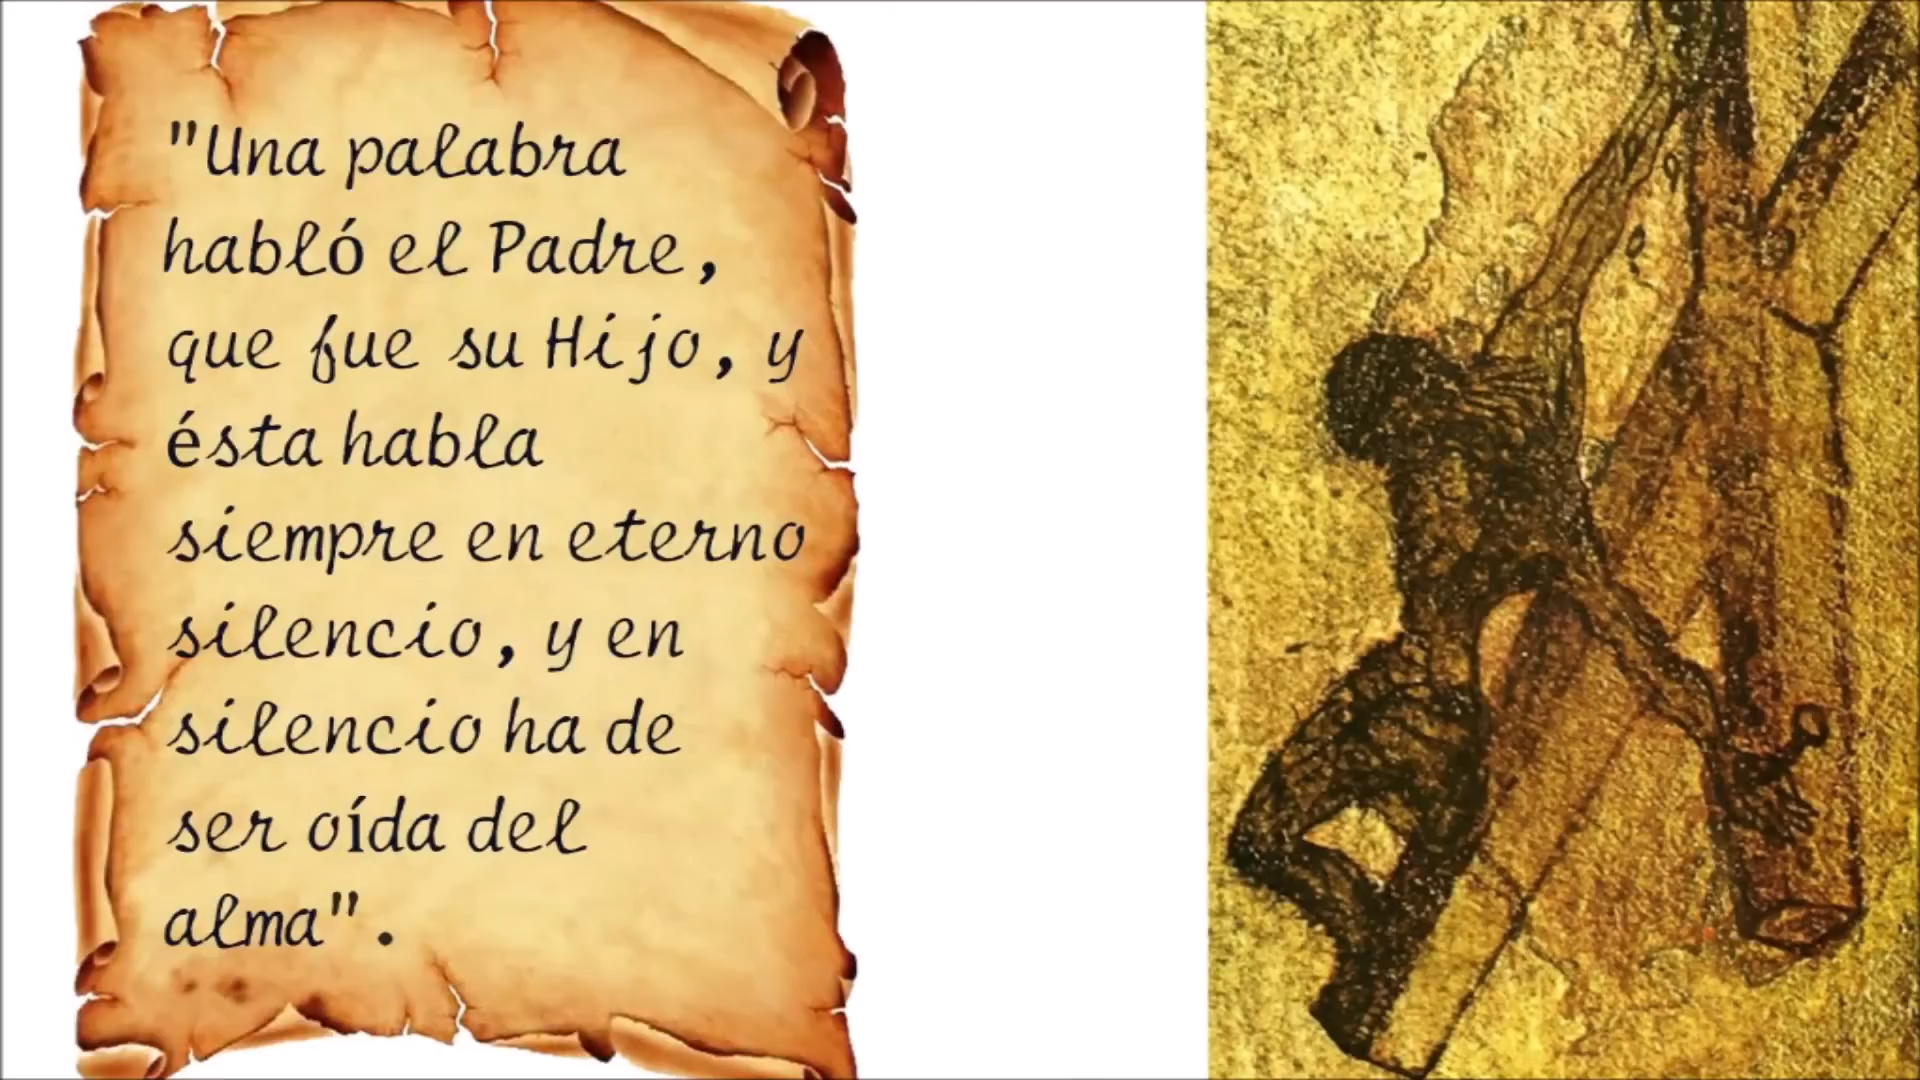 "Una palabra
habló el Padre,
que fue su Hijo, y
ésta habla
siempre en eterno
silencio, y en
silencio ha de
ser oída del
alma".